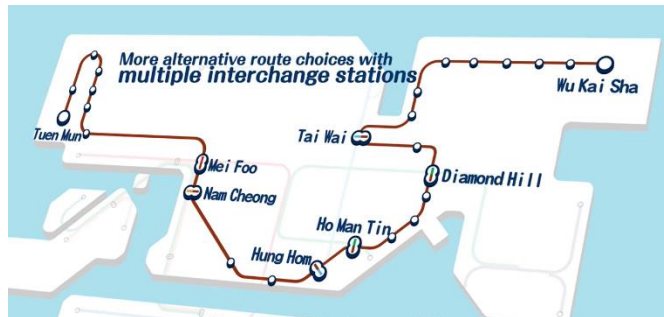 More alternative route choices with
multiple interchange stations
Wu Kai Sha
Tuen Mun
Tai Wai
Mei Foo
Diamond Hill
Nam Cheong
Ho Man Tin
Hung Hom